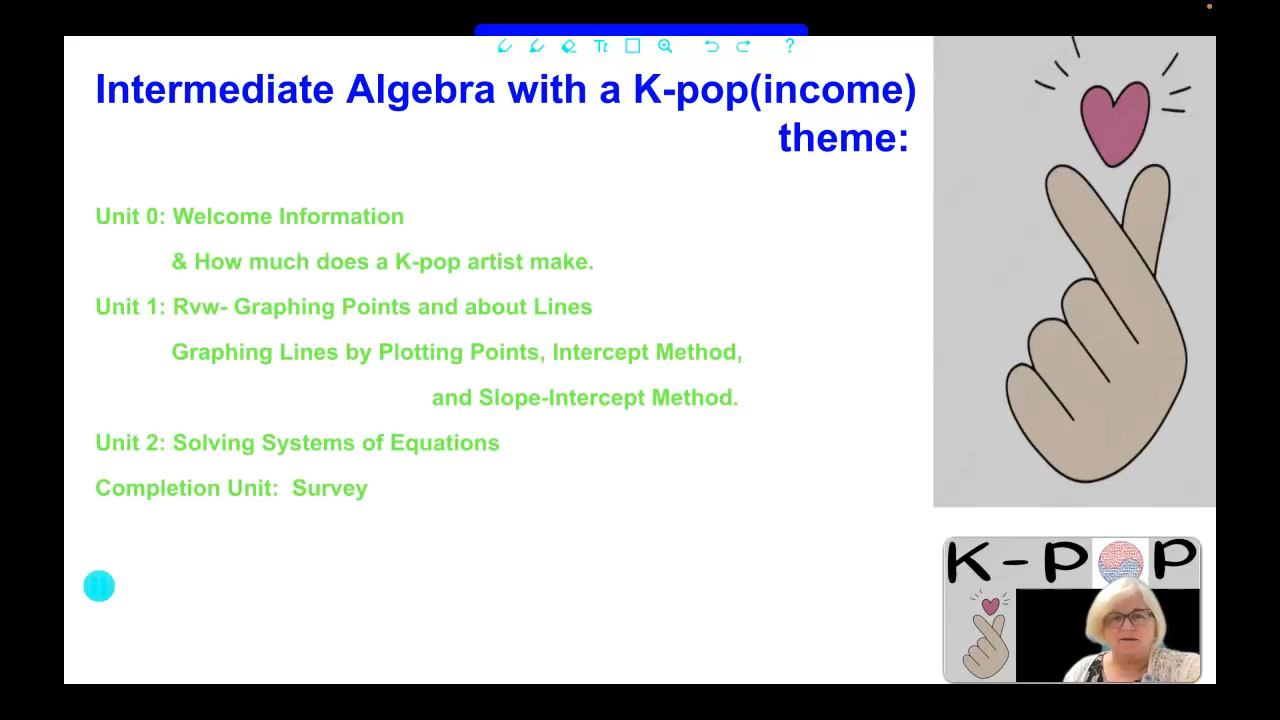 Tt ?
Intermediate Algebra with a K-pop(income)
theme:
Unit 0: Welcome Information
& How much does a K-pop artist make.
Unit 1: Rvw- Graphing Points and about Lines
Graphing Lines by Plotting Points, Intercept Method,
and Slope-Intercept Method.
Unit 2: Solving Systems of Equations
Completion Unit: Survey
K-POP